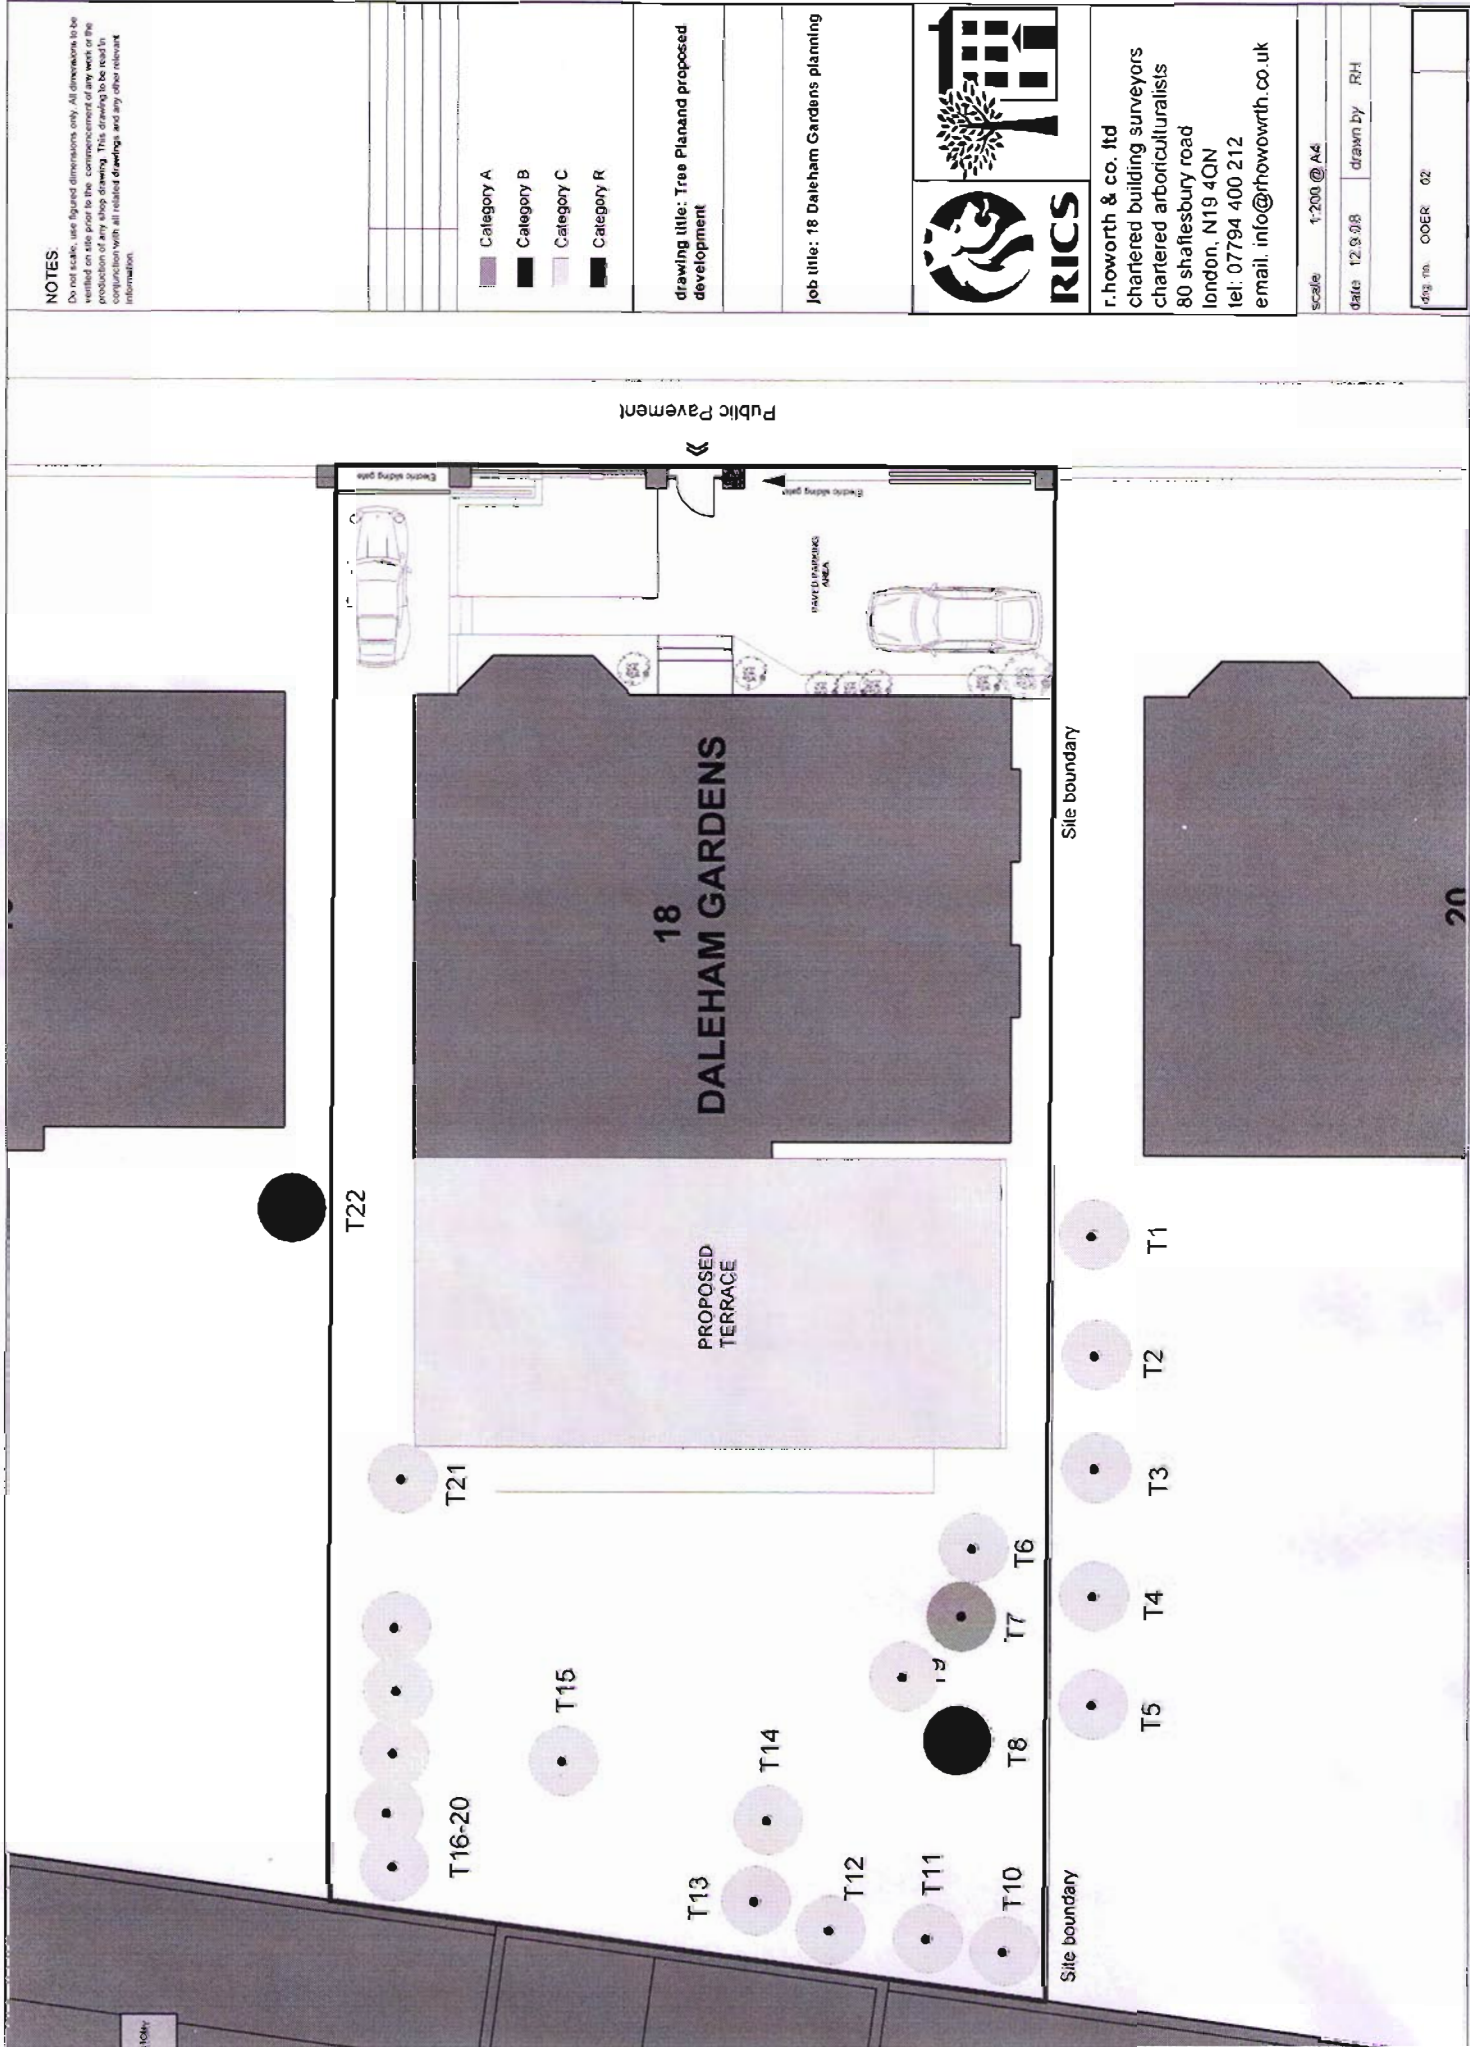 NOTES:
Do not scale, use figured dimensions only. All dimensions to be
verified on site prior to the commencement of any work or the
production of any shop drawing. This drawing to be read in
conjunction with all related drawings and any other relevant
information.
Category A
Category B
Category C
Category R
drawing title: Tree Planand proposed
development
job title: 18 Daleham Gardens planning
RICS
r.howorth & co. ltd
chartered building surveyors
chartered arboriculturalists
80 shaftesbury road
london, N19 4QN
tel: 07794 400 212
email. info@rhowowrth.co.uk
scale 1:200 @ A4
date 12.9.08 drawn by RH
drg. no. OOER 02
Public Pavement
Electric sliding gate
Electric sliding gate
PAVED PARKING
AREA
18
DALEHAM GARDENS
20
Site boundary
PROPOSED
TERRACE
T22
T21
T1
T2
T3
T4
T5
T6
T7
T8
T9
T10
T11
T12
T13
T14
T15
T16-20
Site boundary